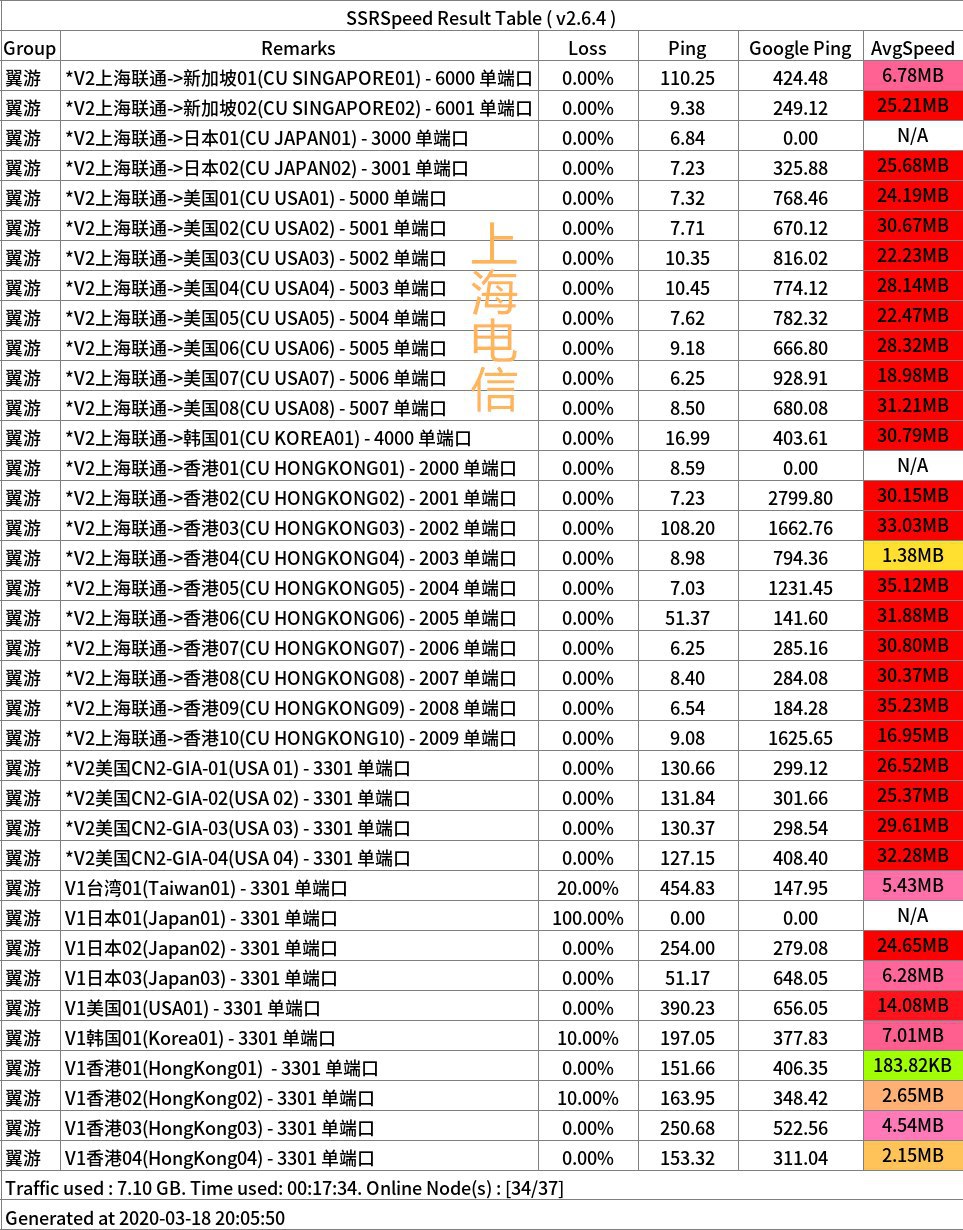 SSRSpeed Result Table ( v2.6.4 )
Group Remarks Loss Ping Google Ping AvgSpeed
翼游 *V2上海联通->新加坡01(CU SINGAPORE01) - 6000 单端口 0.00% 110.25 424.48 6.78MB
翼游 *V2上海联通->新加坡02(CU SINGAPORE02) - 6001 单端口 0.00% 9.38 249.12 25.21MB
翼游 *V2上海联通->日本01(CU JAPAN01) - 3000 单端口 0.00% 6.84 0.00 N/A
翼游 *V2上海联通->日本02(CU JAPAN02) - 3001 单端口 0.00% 7.23 325.88 25.68MB
翼游 *V2上海联通->美国01(CU USA01) - 5000 单端口 0.00% 7.32 768.46 24.19MB
翼游 *V2上海联通->美国02(CU USA02) - 5001 单端口 0.00% 7.71 670.12 30.67MB
翼游 *V2上海联通->美国03(CU USA03) - 5002 单端口 0.00% 10.35 816.02 22.23MB
翼游 *V2上海联通->美国04(CU USA04) - 5003 单端口 0.00% 10.45 774.12 28.14MB
翼游 *V2上海联通->美国05(CU USA05) - 5004 单端口 0.00% 7.62 782.32 22.47MB
翼游 *V2上海联通->美国06(CU USA06) - 5005 单端口 0.00% 9.18 666.80 28.32MB
翼游 *V2上海联通->美国07(CU USA07) - 5006 单端口 0.00% 6.25 928.91 18.98MB
翼游 *V2上海联通->美国08(CU USA08) - 5007 单端口 0.00% 8.50 680.08 31.21MB
上海电信
翼游 *V2上海联通->韩国01(CU KOREA01) - 4000 单端口 0.00% 16.99 403.61 30.79MB
翼游 *V2上海联通->香港01(CU HONGKONG01) - 2000 单端口 0.00% 8.59 0.00 N/A
翼游 *V2上海联通->香港02(CU HONGKONG02) - 2001 单端口 0.00% 7.23 2799.80 30.15MB
翼游 *V2上海联通->香港03(CU HONGKONG03) - 2002 单端口 0.00% 108.20 1662.76 33.03MB
翼游 *V2上海联通->香港04(CU HONGKONG04) - 2003 单端口 0.00% 8.98 794.36 1.38MB
翼游 *V2上海联通->香港05(CU HONGKONG05) - 2004 单端口 0.00% 7.03 1231.45 35.12MB
翼游 *V2上海联通->香港06(CU HONGKONG06) - 2005 单端口 0.00% 51.37 141.60 31.88MB
翼游 *V2上海联通->香港07(CU HONGKONG07) - 2006 单端口 0.00% 6.25 285.16 30.80MB
翼游 *V2上海联通->香港08(CU HONGKONG08) - 2007 单端口 0.00% 8.40 284.08 30.37MB
翼游 *V2上海联通->香港09(CU HONGKONG09) - 2008 单端口 0.00% 6.54 184.28 35.23MB
翼游 *V2上海联通->香港10(CU HONGKONG10) - 2009 单端口 0.00% 9.08 1625.65 16.95MB
翼游 *V2美国CN2-GIA-01(USA 01) - 3301 单端口 0.00% 130.66 299.12 26.52MB
翼游 *V2美国CN2-GIA-02(USA 02) - 3301 单端口 0.00% 131.84 301.66 25.37MB
翼游 *V2美国CN2-GIA-03(USA 03) - 3301 单端口 0.00% 130.37 298.54 29.61MB
翼游 *V2美国CN2-GIA-04(USA 04) - 3301 单端口 0.00% 127.15 408.40 32.28MB
翼游 V1台湾01(Taiwan01) - 3301 单端口 20.00% 454.83 147.95 5.43MB
翼游 V1日本01(Japan01) - 3301 单端口 100.00% 0.00 0.00 N/A
翼游 V1日本02(Japan02) - 3301 单端口 0.00% 254.00 279.08 24.65MB
翼游 V1日本03(Japan03) - 3301 单端口 0.00% 51.17 648.05 6.28MB
翼游 V1美国01(USA01) - 3301 单端口 0.00% 390.23 656.05 14.08MB
翼游 V1韩国01(Korea01) - 3301 单端口 10.00% 197.05 377.83 7.01MB
翼游 V1香港01(HongKong01)  - 3301 单端口 0.00% 151.66 406.35 183.82KB
翼游 V1香港02(HongKong02) - 3301 单端口 10.00% 163.95 348.42 2.65MB
翼游 V1香港03(HongKong03) - 3301 单端口 0.00% 250.68 522.56 4.54MB
翼游 V1香港04(HongKong04) - 3301 单端口 0.00% 153.32 311.04 2.15MB
Traffic used : 7.10 GB. Time used: 00:17:34. Online Node(s) : [34/37]
Generated at 2020-03-18 20:05:50